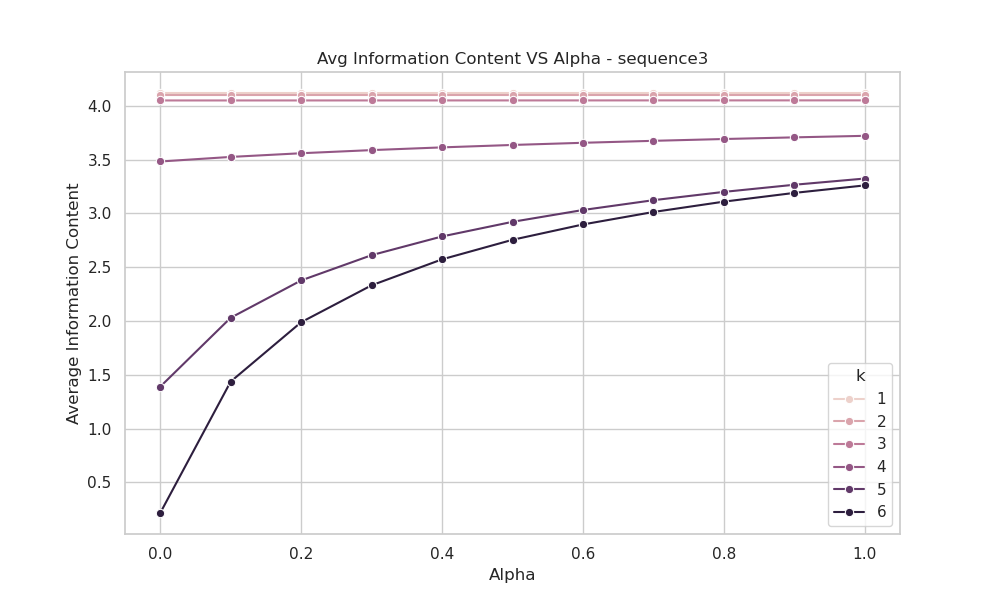 Avg Information Content VS Alpha - sequence3
Average Information Content
4.0
3.5
3.0
2.5
2.0
1.5
1.0
0.5
k
1
2
3
4
5
6
0.0 0.2 0.4 0.6 0.8 1.0
Alpha